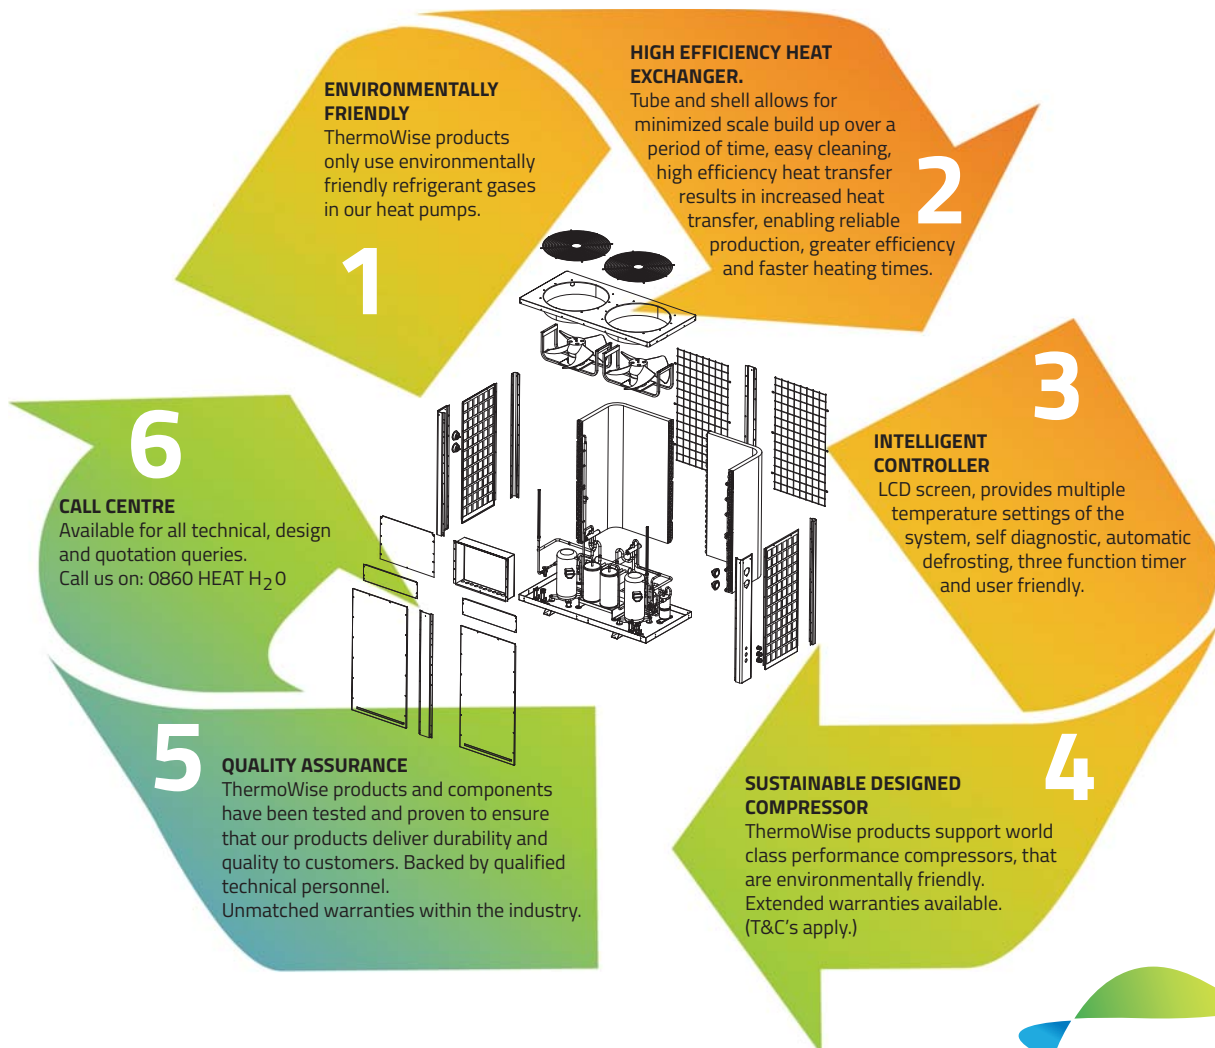 1
ENVIRONMENTALLY
FRIENDLY
ThermoWise products
only use environmentally
friendly refrigerant gases
in our heat pumps.
2
HIGH EFFICIENCY HEAT
EXCHANGER.
Tube and shell allows for
minimized scale build up over a
period of time, easy cleaning,
high efficiency heat transfer
results in increased heat
transfer, enabling reliable
production, greater efficiency
and faster heating times.
3
INTELLIGENT
CONTROLLER
LCD screen, provides multiple
temperature settings of the
system, self diagnostic, automatic
defrosting, three function timer
and user friendly.
4
SUSTAINABLE DESIGNED
COMPRESSOR
ThermoWise products support world
class performance compressors, that
are environmentally friendly.
Extended warranties available.
(T&C's apply.)
5
QUALITY ASSURANCE
ThermoWise products and components
have been tested and proven to ensure
that our products deliver durability and
quality to customers. Backed by qualified
technical personnel.
Unmatched warranties within the industry.
6
CALL CENTRE
Available for all technical, design
and quotation queries.
Call us on: 0860 HEAT H₂0